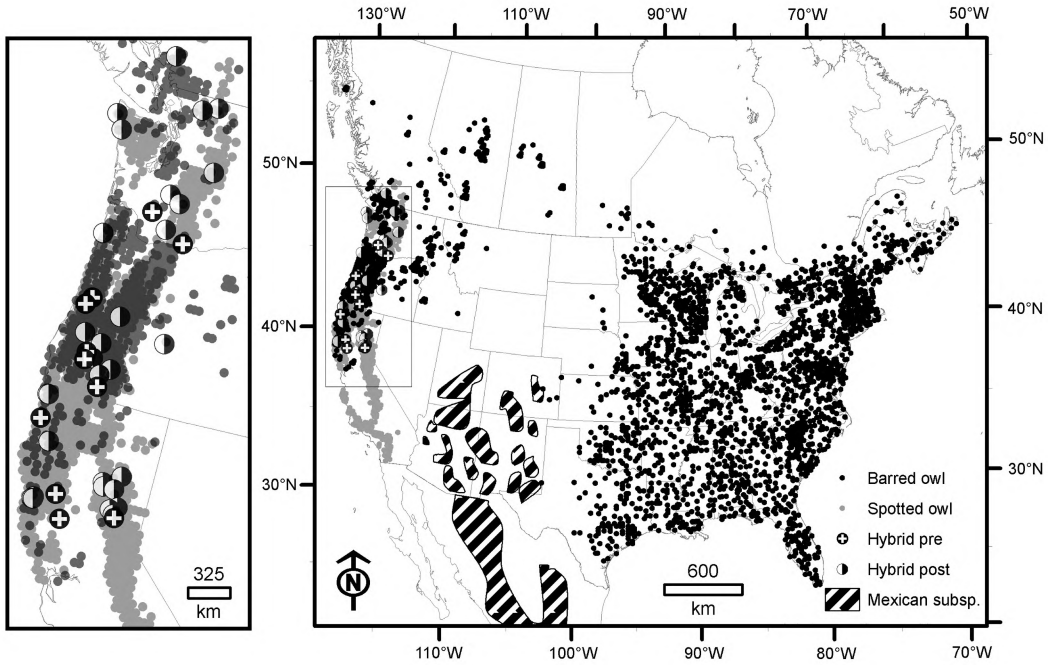 130°W 110°W 90°W 70°W 50°W
50°N 50°N
40°N 40°N
30°N 30°N
Barred owl
Spotted owl
Hybrid pre
Hybrid post
Mexican subsp.
325
km
N
600
km
110°W 100°W 90°W 80°W 70°W